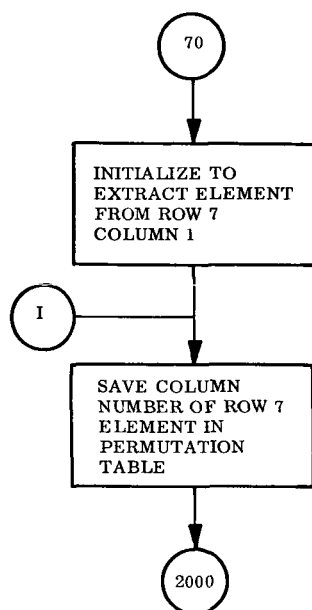 70
INITIALIZE TO
EXTRACT ELEMENT
FROM ROW 7
COLUMN 1
I
SAVE COLUMN
NUMBER OF ROW 7
ELEMENT IN
PERMUTATION
TABLE
2000